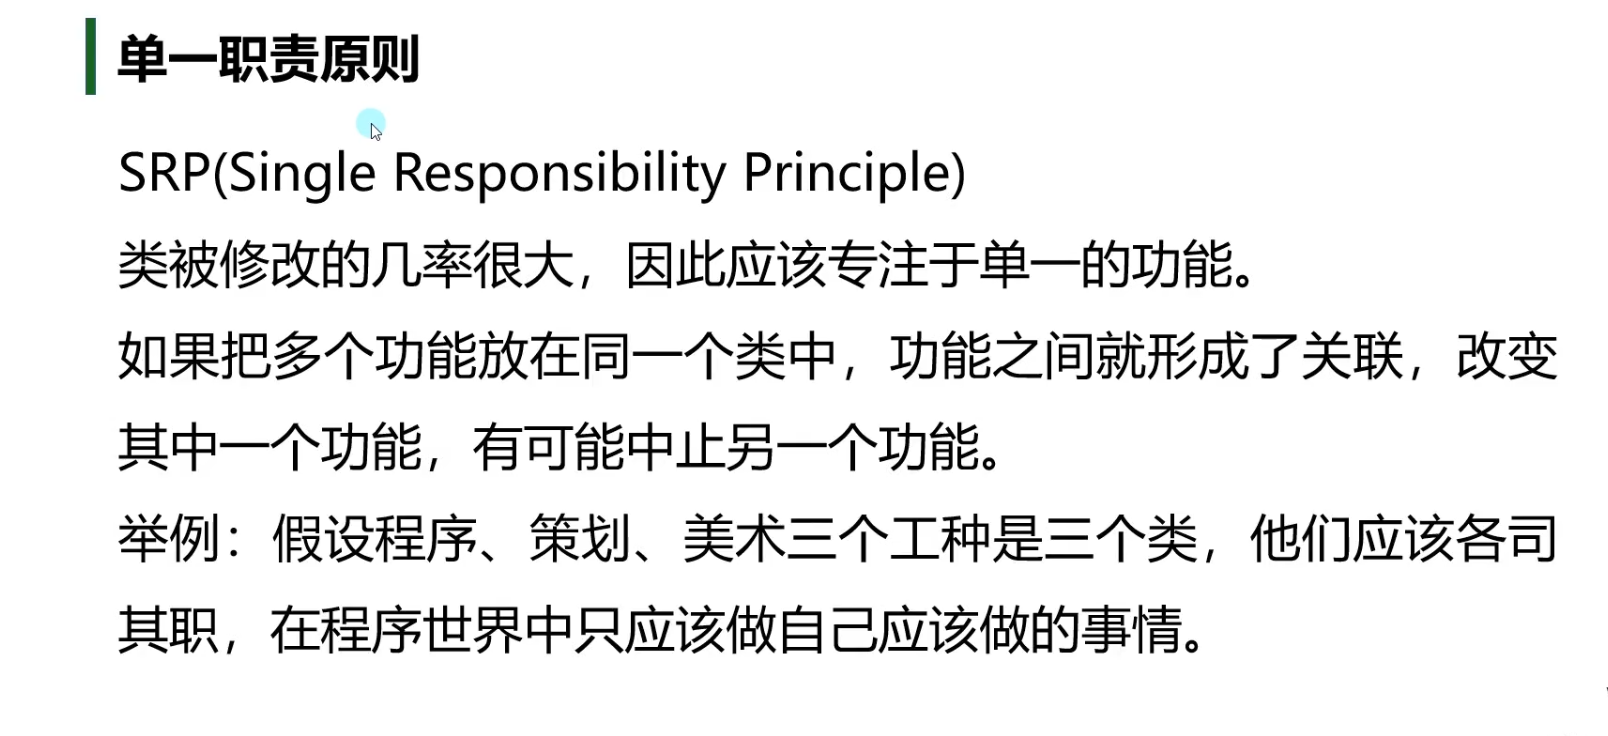 单一职责原则
SRP(Single Responsibility Principle)
类被修改的几率很大，因此应该专注于单一的功能。
如果把多个功能放在同一个类中，功能之间就形成了关联，改变
其中一个功能，有可能中止另一个功能。
举例：假设程序、策划、美术三个工种是三个类，他们应该各司
其职，在程序世界中只应该做自己应该做的事情。